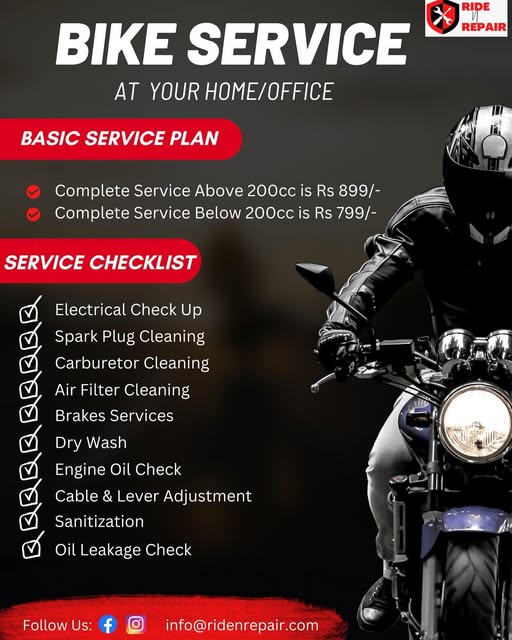 RIDE
n
REPAIR
BIKE SERVICE
AT YOUR HOME/OFFICE
BASIC SERVICE PLAN
Complete Service Above 200cc is Rs 899/-
Complete Service Below 200cc is Rs 799/-
SERVICE CHECKLIST
Electrical Check Up
Spark Plug Cleaning
Carburetor Cleaning
Air Filter Cleaning
Brakes Services
Dry Wash
Engine Oil Check
Cable & Lever Adjustment
Sanitization
Oil Leakage Check
Follow Us: info@ridenrepair.com